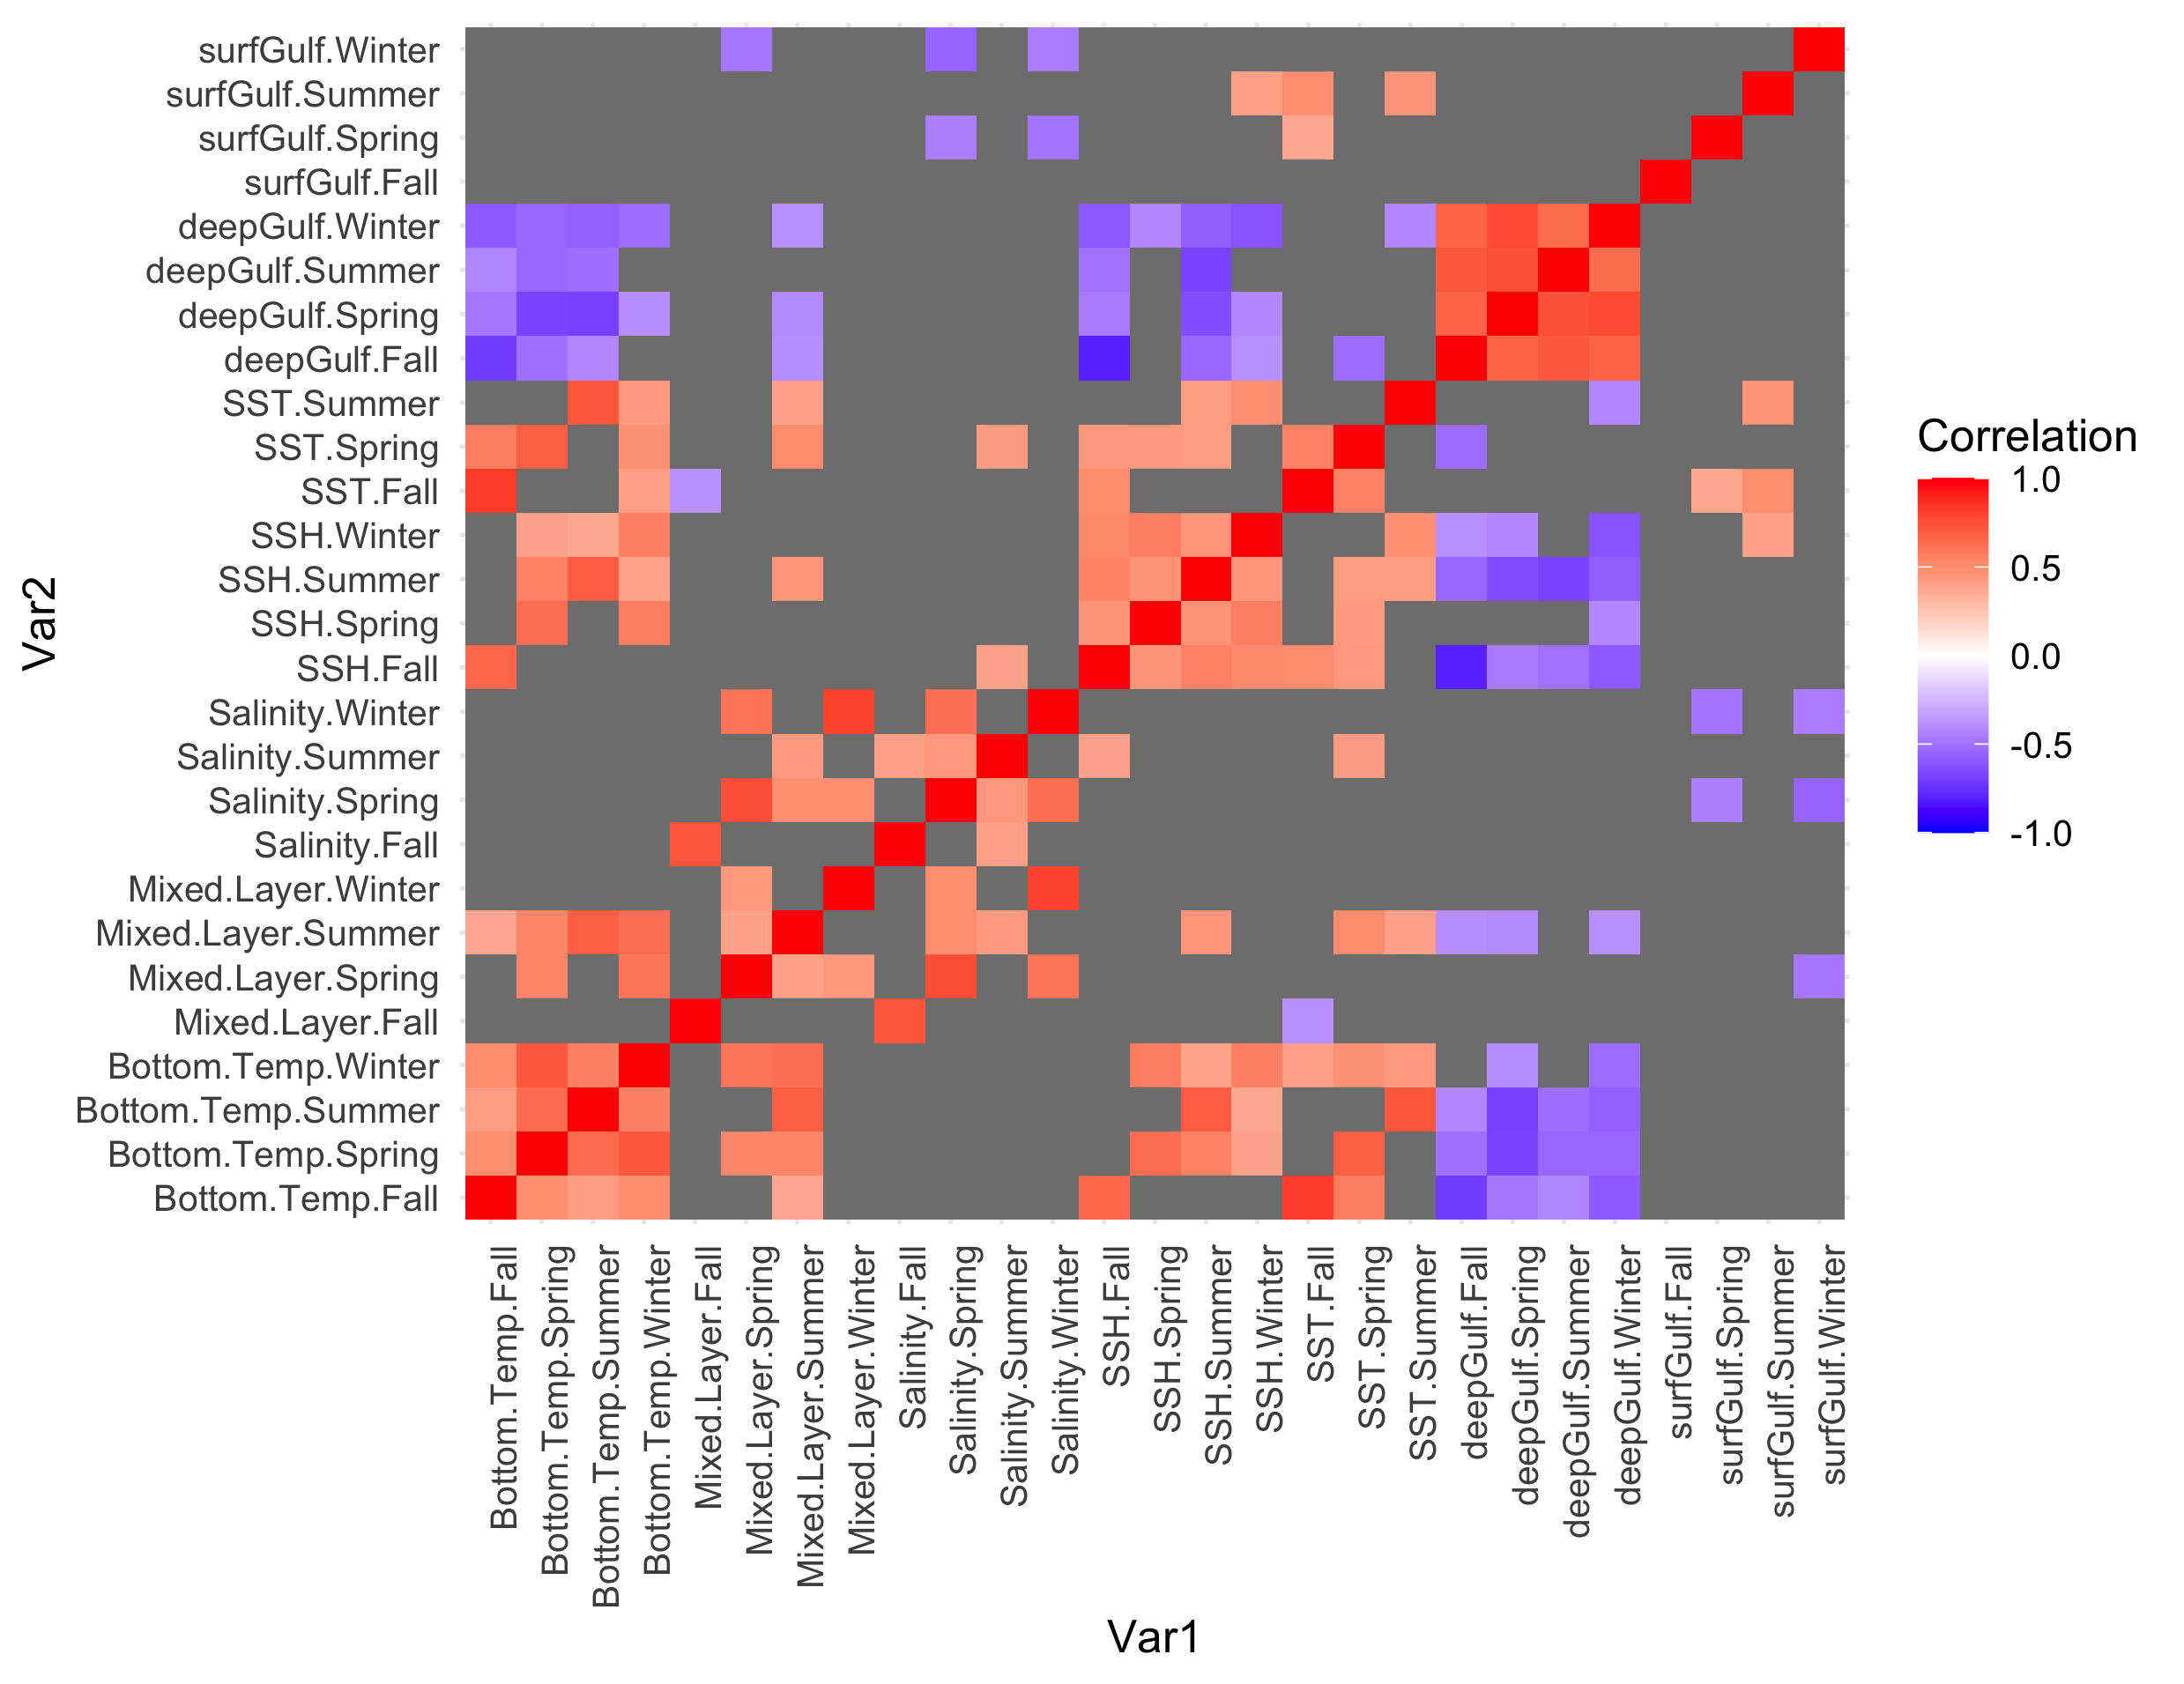 surfGulf.Winter
surfGulf.Summer
surfGulf.Spring
surfGulf.Fall
deepGulf.Winter
deepGulf.Summer
deepGulf.Spring
deepGulf.Fall
SST.Summer
SST.Spring
SST.Fall
SSH.Winter
SSH.Summer
SSH.Spring
SSH.Fall
Salinity.Winter
Salinity.Summer
Salinity.Spring
Salinity.Fall
Mixed.Layer.Winter
Mixed.Layer.Summer
Mixed.Layer.Spring
Mixed.Layer.Fall
Bottom.Temp.Winter
Bottom.Temp.Summer
Bottom.Temp.Spring
Bottom.Temp.Fall
Var2
Bottom.Temp.Fall
Bottom.Temp.Spring
Bottom.Temp.Summer
Bottom.Temp.Winter
Mixed.Layer.Fall
Mixed.Layer.Spring
Mixed.Layer.Summer
Mixed.Layer.Winter
Salinity.Fall
Salinity.Spring
Salinity.Summer
Salinity.Winter
SSH.Fall
SSH.Spring
SSH.Summer
SSH.Winter
SST.Fall
SST.Spring
SST.Summer
deepGulf.Fall
deepGulf.Spring
deepGulf.Summer
deepGulf.Winter
surfGulf.Fall
surfGulf.Spring
surfGulf.Summer
surfGulf.Winter
Var1
Correlation
1.0
0.5
0.0
-0.5
-1.0